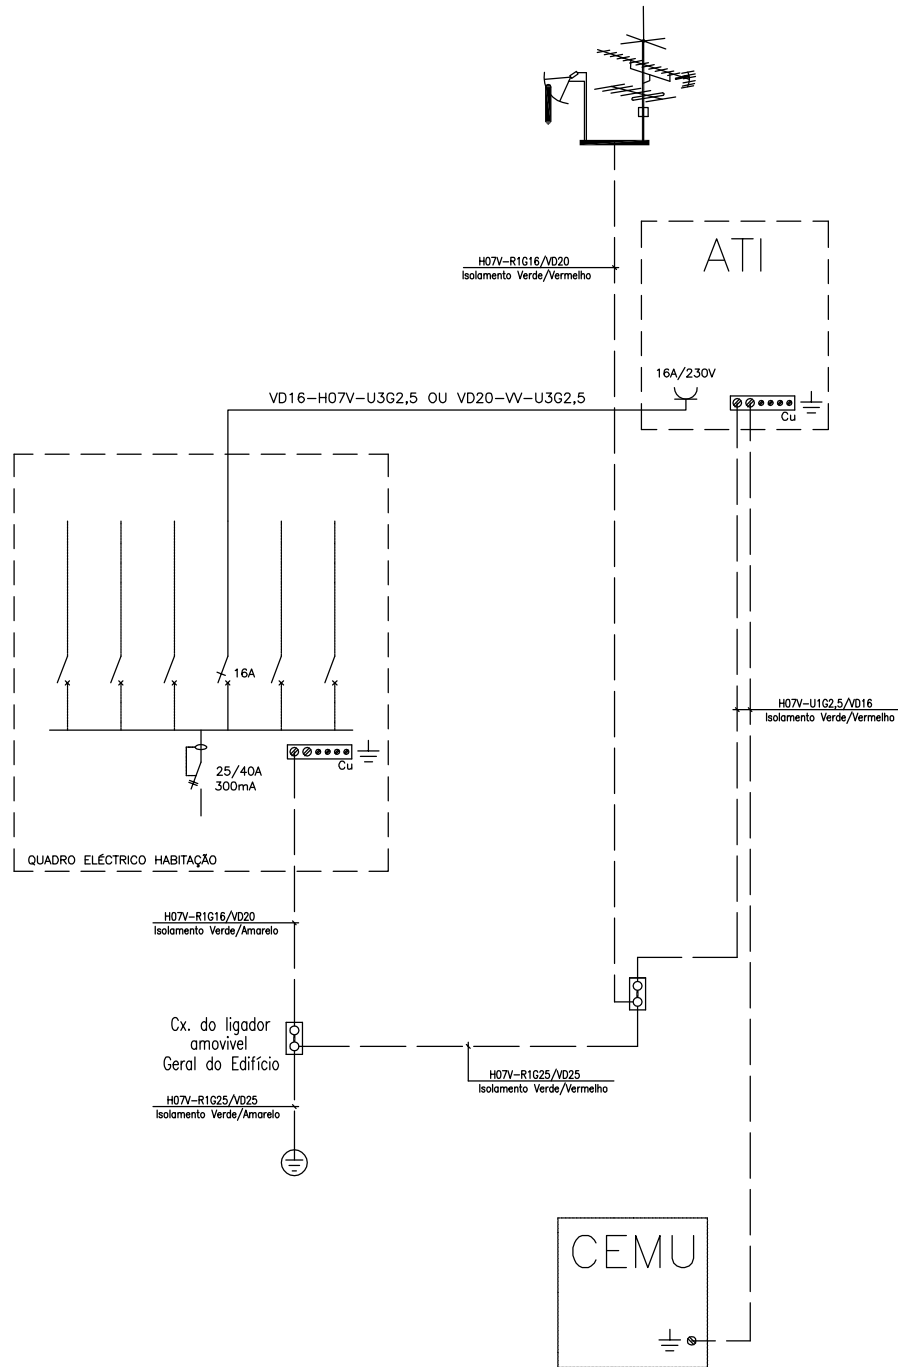 ATI
H07V-R1G16/VD20
Isolamento Verde/Vermelho
16A/230V
VD16-H07V-U3G2,5 OU VD20-VV-U3G2,5
Cu
16A
H07V-U1G2,5/VD16
Isolamento Verde/Vermelho
25/40A
300mA
Cu
QUADRO ELÉCTRICO HABITAÇÃO
H07V-R1G16/VD20
Isolamento Verde/Amarelo
Cx. do ligador
amovivel
Geral do Edifício
H07V-R1G25/VD25
Isolamento Verde/Vermelho
H07V-R1G25/VD25
Isolamento Verde/Amarelo
CEMU